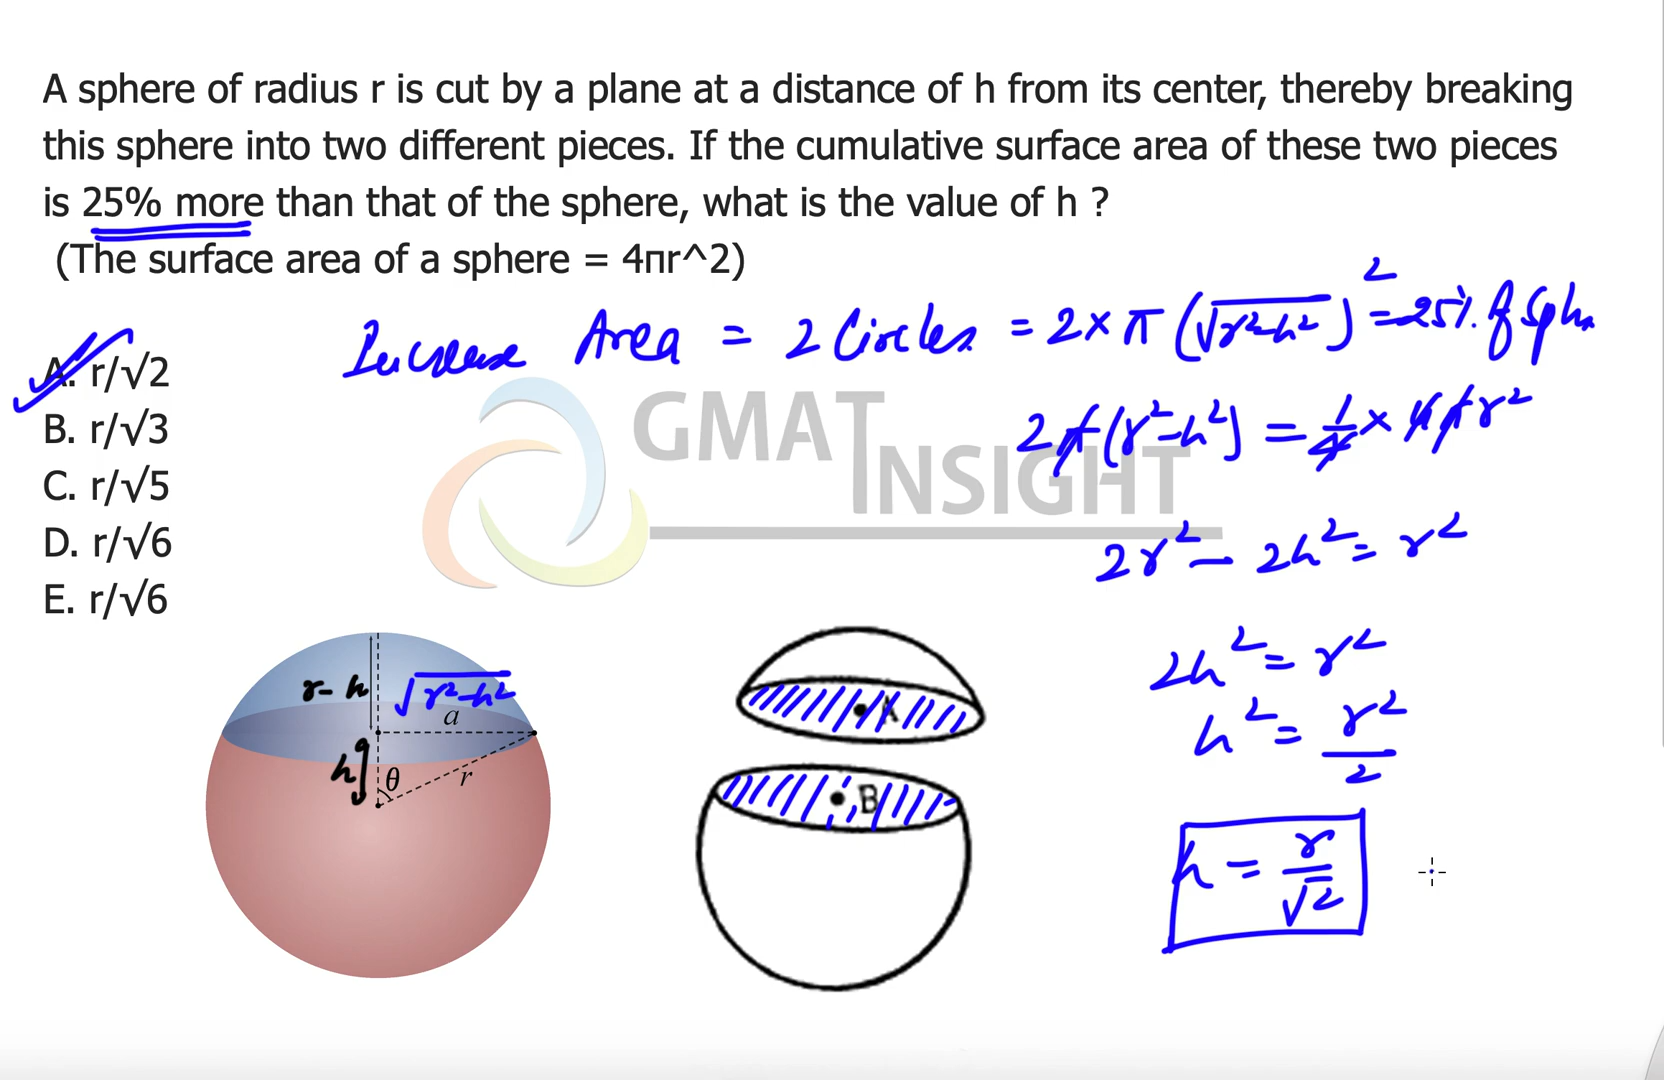 A sphere of radius r is cut by a plane at a distance of h from its center, thereby breaking
this sphere into two different pieces. If the cumulative surface area of these two pieces
is 25% more than that of the sphere, what is the value of h ?
(The surface area of a sphere = 4πr^2)
Increase Area = 2 Circles = 2×π(√r²-h²)² = 25% of Sph
A. r/√2
B. r/√3
C. r/√5
D. r/√6
E. r/√6
GMAT INSIGHT
2π(r²-h²) = 1/4 × 4πr²
2r² - 2h² = r²
2h² = r²
h² = r²/2
h = r/√2
r-h √r²-h²
a
h θ r
A
B